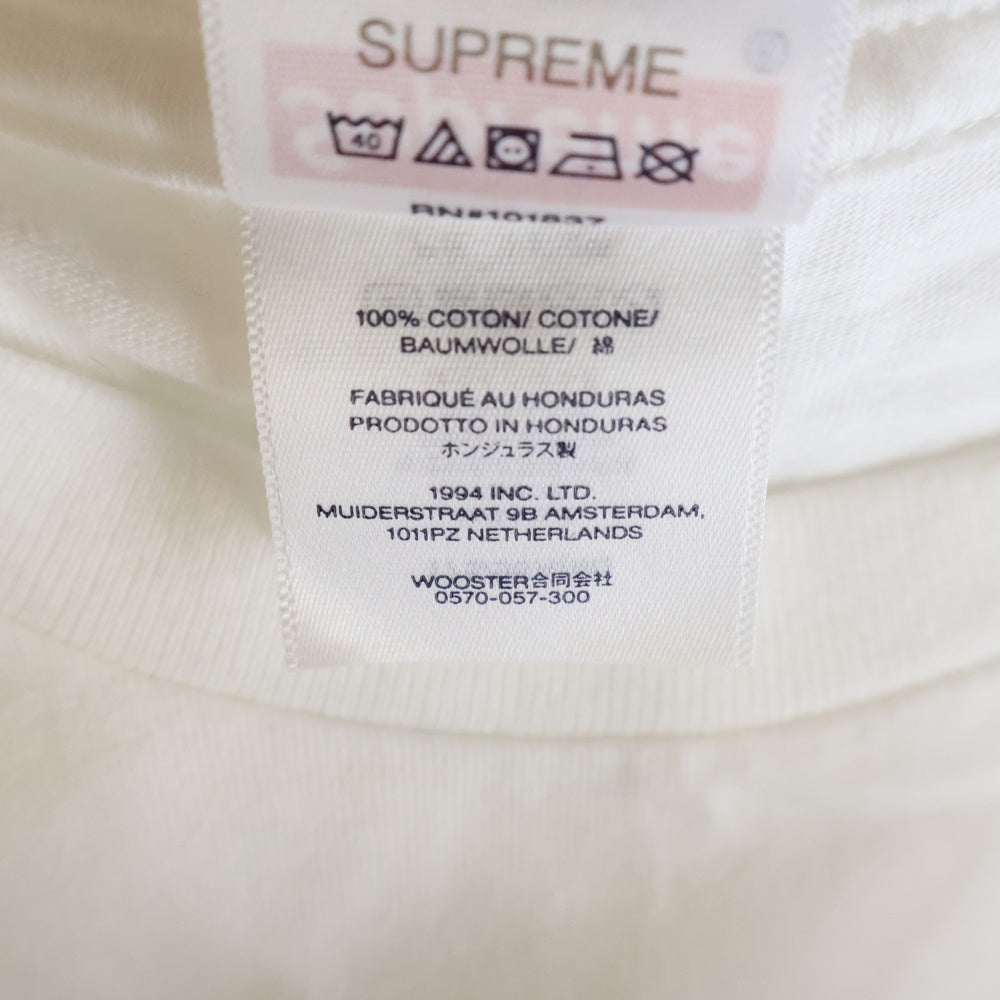 SUPREME
®
40
RN#101837
100% COTON/ COTONE/
BAUMWOLLE/ 綿
FABRIQUÉ AU HONDURAS
PRODOTTO IN HONDURAS
ホンジュラス製
1994 INC. LTD.
MUIDERSTRAAT 9B AMSTERDAM,
1011PZ NETHERLANDS
WOOSTER合同会社
0570-057-300